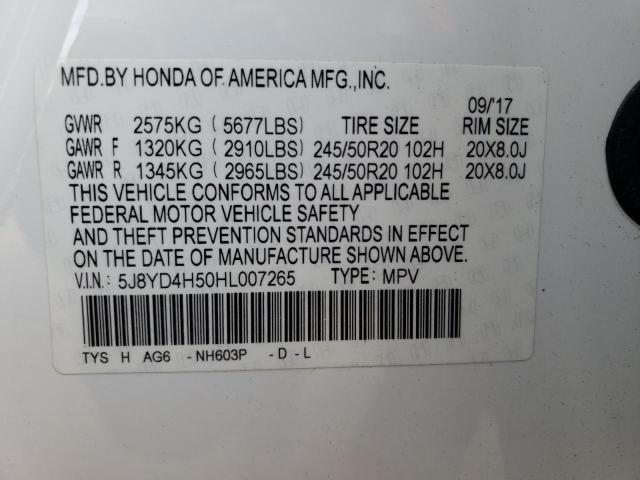 MFD.BY HONDA OF AMERICA MFG.,INC.
09/'17
GVWR 2575KG ( 5677LBS) TIRE SIZE RIM SIZE
GAWR F 1320KG ( 2910LBS) 245/50R20 102H 20X8.0J
GAWR R 1345KG ( 2965LBS) 245/50R20 102H 20X8.0J
THIS VEHICLE CONFORMS TO ALL APPLICABLE
FEDERAL MOTOR VEHICLE SAFETY
AND THEFT PREVENTION STANDARDS IN EFFECT
ON THE DATE OF MANUFACTURE SHOWN ABOVE.
V.I.N.: 5J8YD4H50HL007265 TYPE: MPV
TYS H AG6 -NH603P -D-L